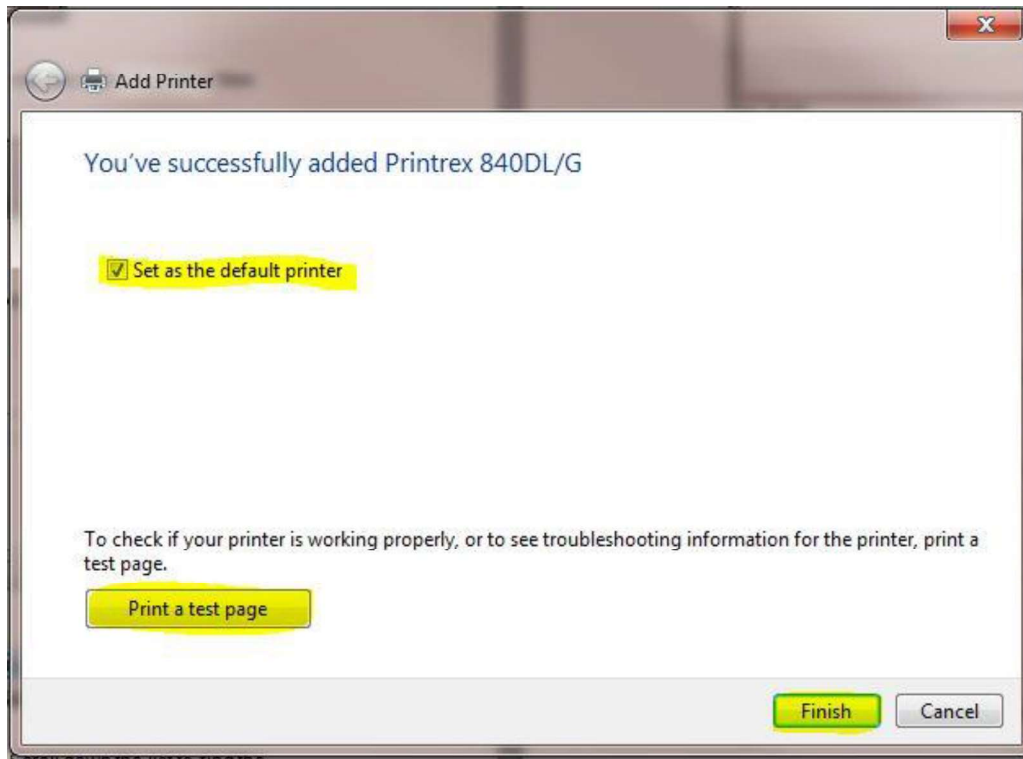 Add Printer
You've successfully added Printrex 840DL/G
Set as the default printer
To check if your printer is working properly, or to see troubleshooting information for the printer, print a
test page.
Print a test page
Finish
Cancel